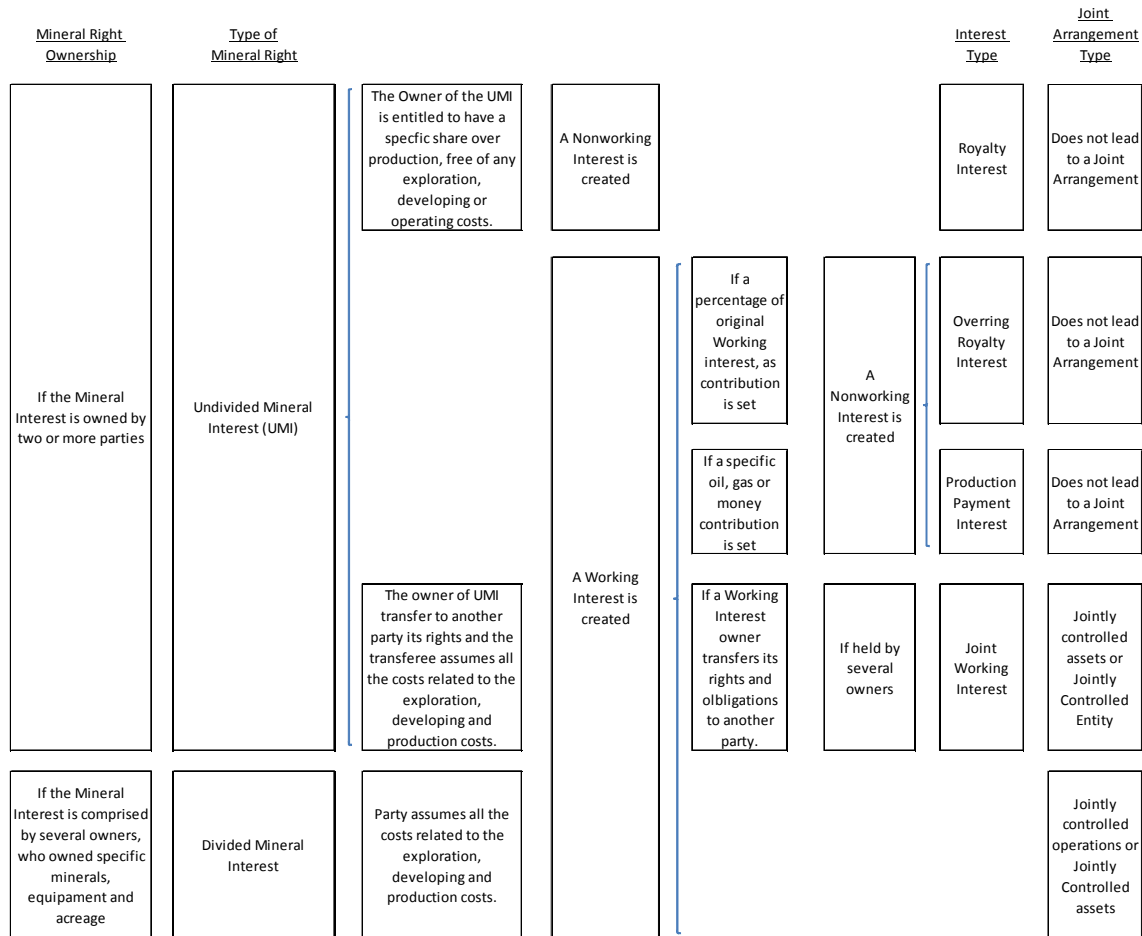 Mineral Right
Ownership
Type of
Mineral Right
Interest
Type
Joint
Arrangement
Type
If the Mineral
Interest is owned by
two or more parties
Undivided Mineral
Interest (UMI)
The Owner of the UMI
is entitled to have a
specfic share over
production, free of any
exploration,
developing or
operating costs.
A Nonworking
Interest is
created
Royalty
Interest
Does not lead
to a Joint
Arrangement
The owner of UMI
transfer to another
party its rights and the
transferee assumes all
the costs related to the
exploration,
developing and
production costs.
A Working
Interest is
created
If a
percentage of
original
Working
interest, as
contribution
is set
A
Nonworking
Interest is
created
Overring
Royalty
Interest
Does not lead
to a Joint
Arrangement
If a specific
oil, gas or
money
contribution
is set
Production
Payment
Interest
Does not lead
to a Joint
Arrangement
If a Working
Interest
owner
transfers its
rights and
olbligations
to another
party.
If held by
several
owners
Joint
Working
Interest
Jointly
controlled
assets or
Jointly
Controlled
Entity
If the Mineral
Interest is comprised
by several owners,
who owned specific
minerals,
equipament and
acreage
Divided Mineral
Interest
Party assumes all the
costs related to the
exploration,
developing and
production costs.
Jointly
controlled
operations or
Jointly
Controlled
assets